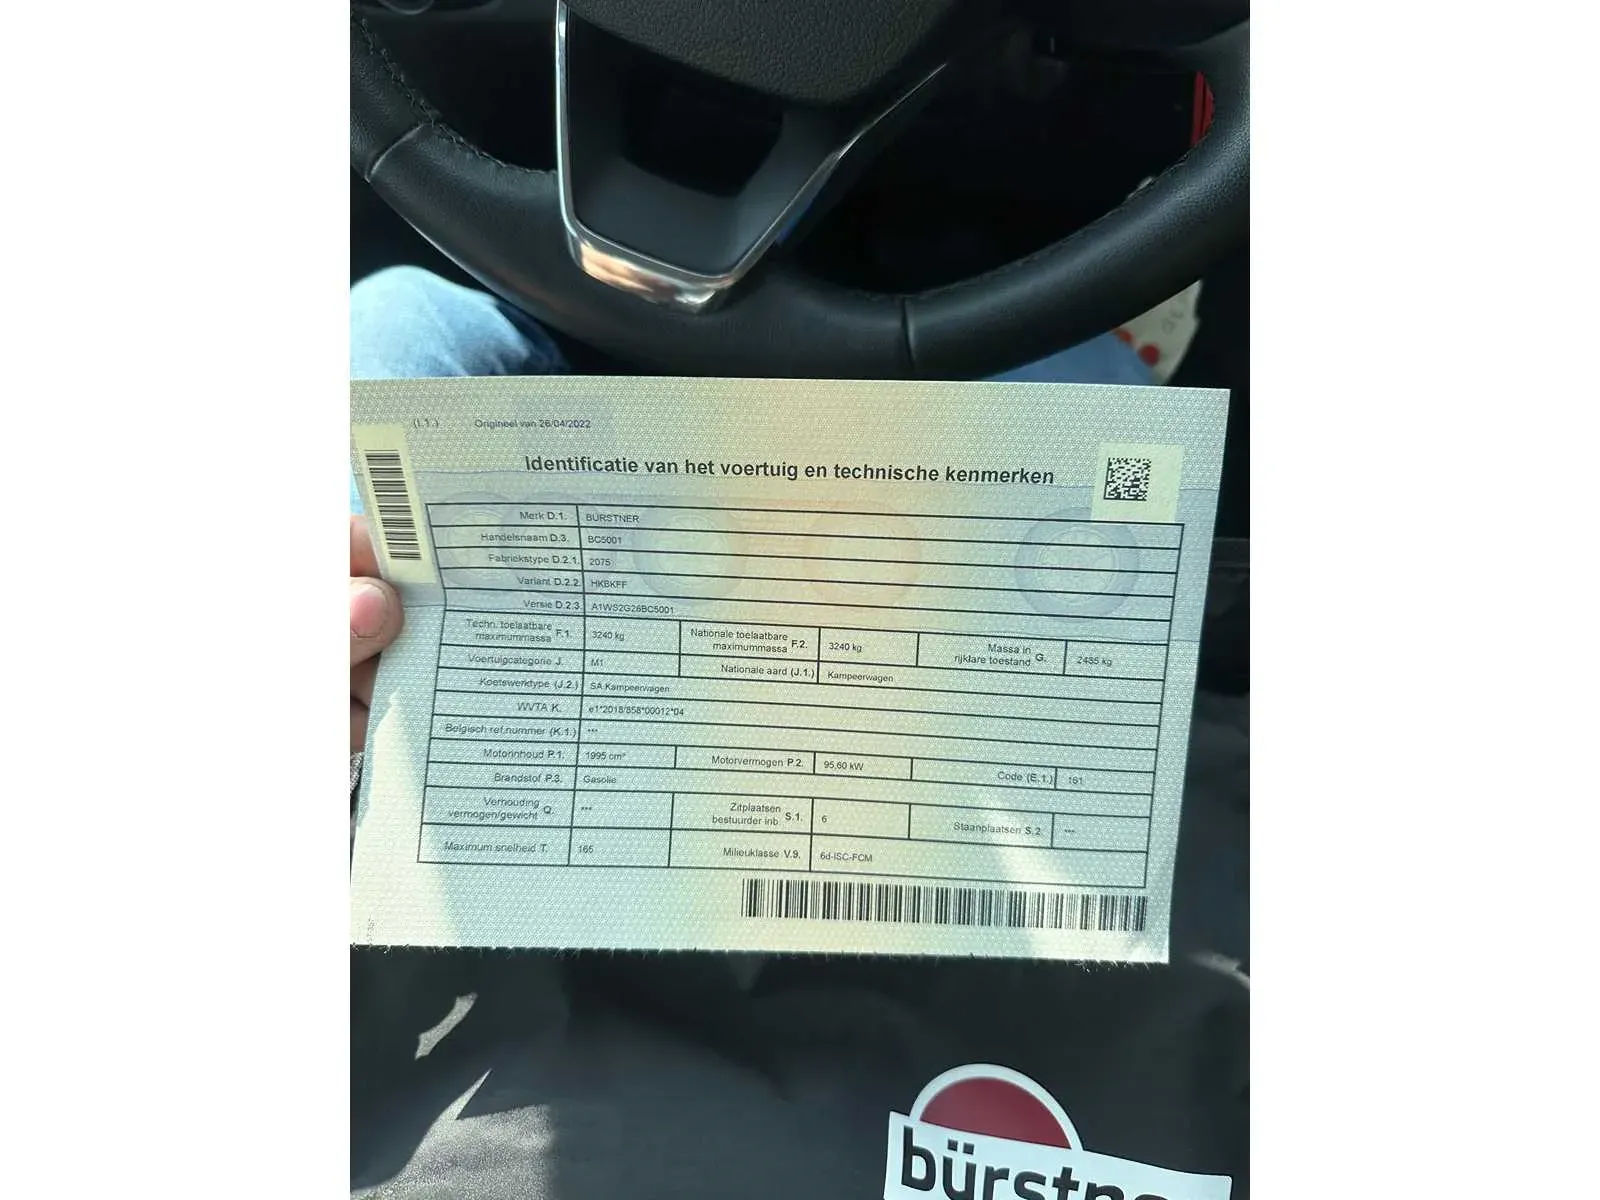 (I.1.) Origineel van 26/04/2022
Identificatie van het voertuig en technische kenmerken
Merk D.1. BÜRSTNER
Handelsnaam D.3. BC5001
Fabriekstype D.2.1. 2075
Variant D.2.2. HKBKFF
Versie D.2.3. A1WS2G26BC5001
Techn. toelaatbare maximummassa F.1. 3240 kg Nationale toelaatbare maximummassa F.2. 3240 kg Massa in rijklare toestand G. 2485 kg
Voertuigcategorie J. M1 Nationale aard (J.1.) Kampeerwagen
Koetswerktype (J.2.) SA Kampeerwagen
WVTA K. e1*2018/858*00012*04
Belgisch ref.nummer (K.1.) ***
Motorinhoud P.1. 1995 cm³ Motorvermogen P.2. 95,60 kW Code (E.1.) 161
Brandstof P.3. Gasolie
Verhouding vermogen/gewicht Q. *** Zitplaatsen bestuurder inb. S.1. 6 Staanplaatsen S.2 ***
Maximum snelheid T. 165 Milieuklasse V.9. 6d-ISC-FCM
bürstne